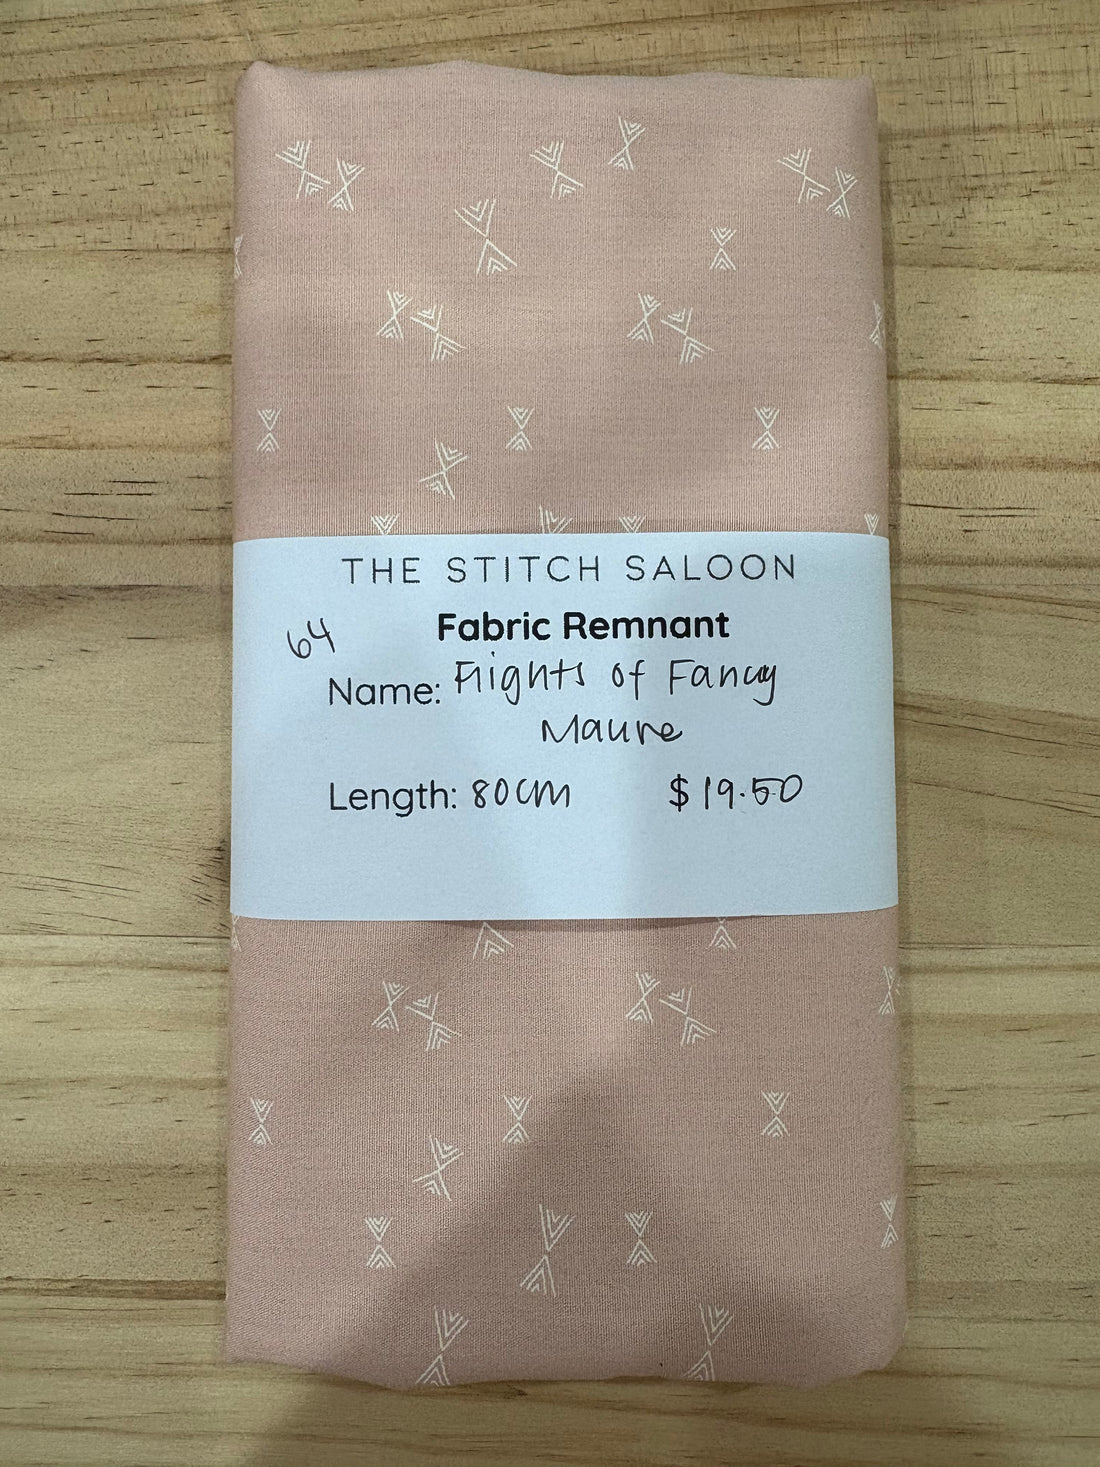 THE STITCH SALOON
Fabric Remnant
64
Name: Flights of Fancy
Mauve
Length: 80cm $19.50